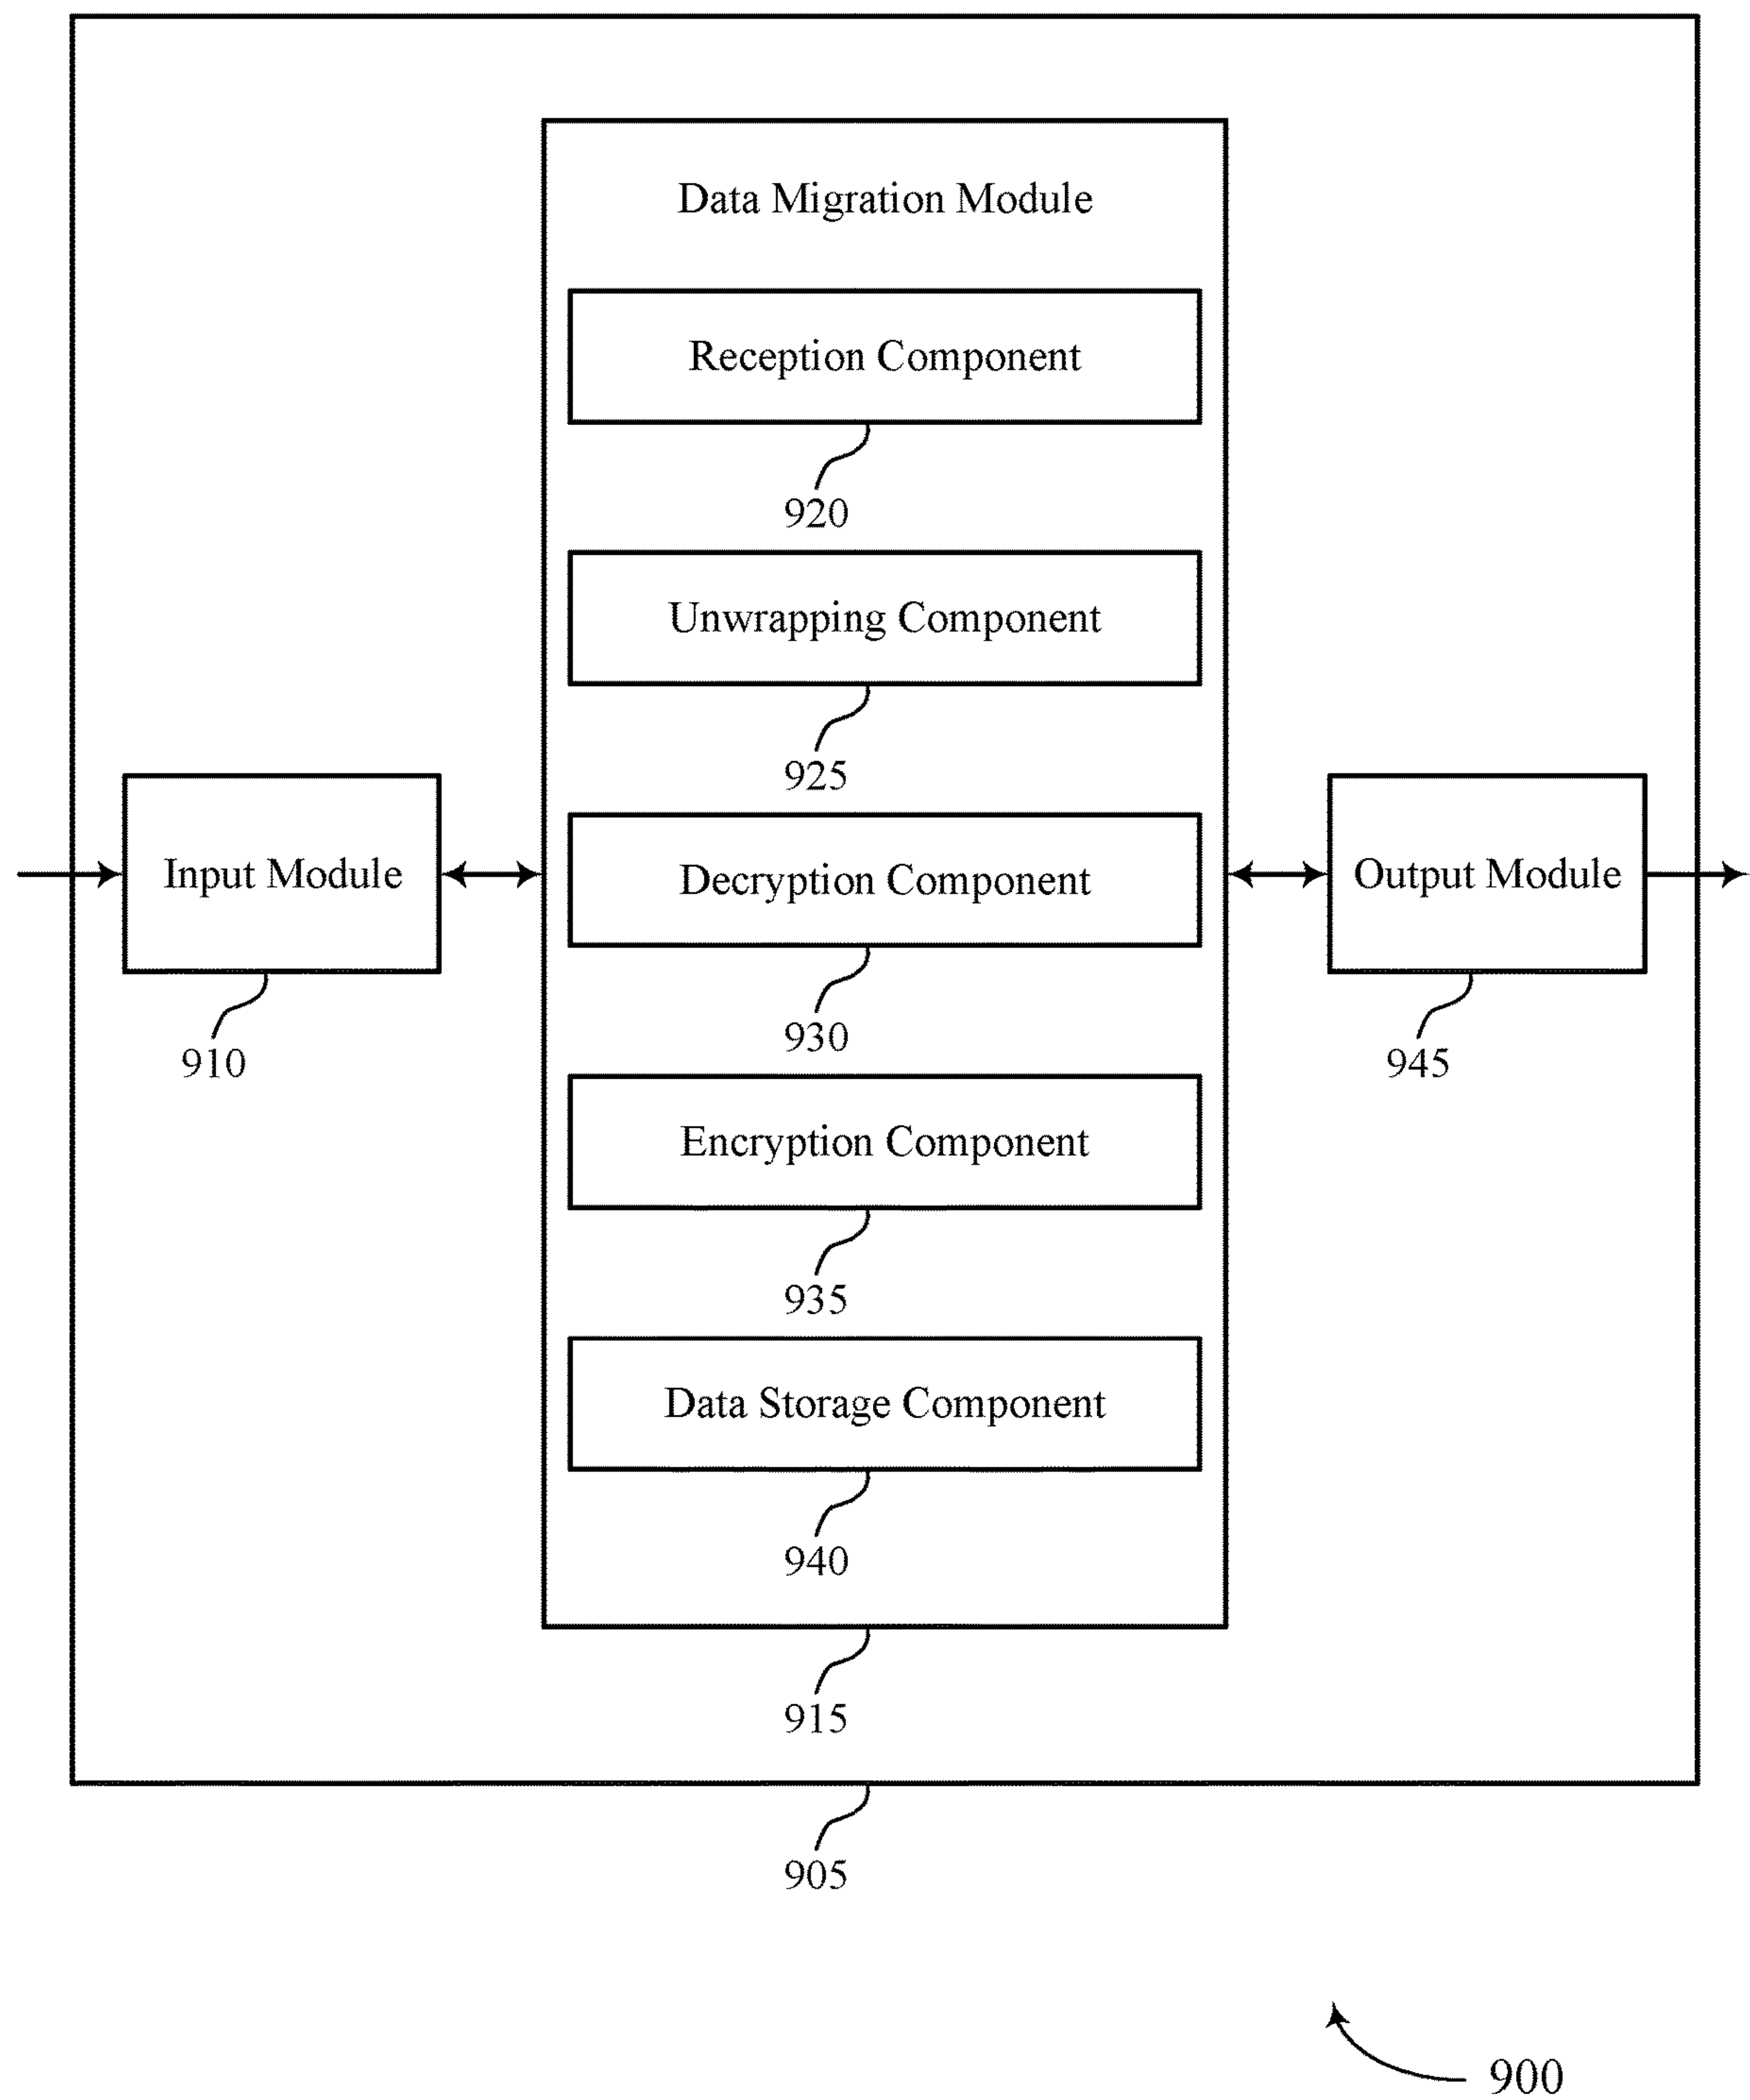 Data Migration Module
Reception Component
920
Unwrapping Component
925
Input Module
910
Decryption Component
930
Output Module
945
Encryption Component
935
Data Storage Component
940
915
905
900